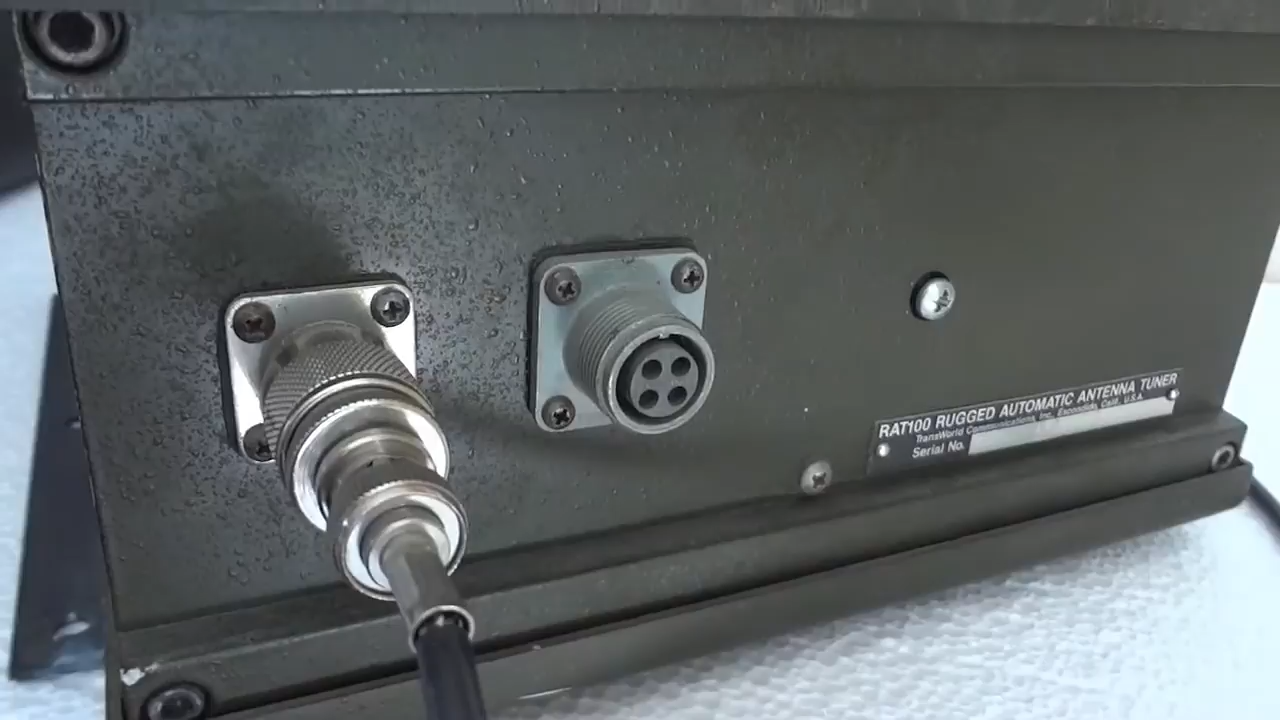 RAT100 RUGGED AUTOMATIC ANTENNA TUNER
TransWorld Communications, Inc., Escondido, Calif. U.S.A.
Serial No.